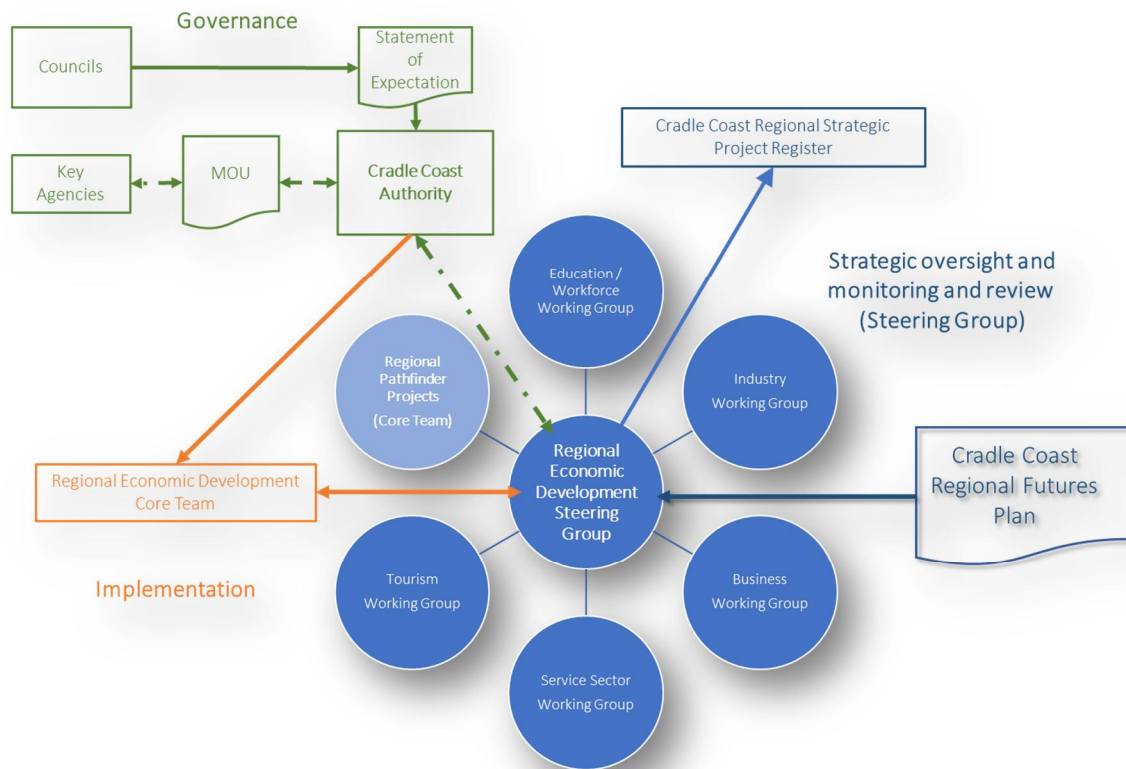 Governance
Councils
Statement
of
Expectation
Key
Agencies
MOU
Cradle Coast
Authority
Cradle Coast Regional Strategic
Project Register
Education /
Workforce
Working Group
Strategic oversight and
monitoring and review
(Steering Group)
Regional
Pathfinder
Projects
(Core Team)
Industry
Working Group
Regional
Economic
Development
Steering
Group
Regional Economic Development
Core Team
Cradle Coast
Regional Futures
Plan
Implementation
Tourism
Working Group
Business
Working Group
Service Sector
Working Group